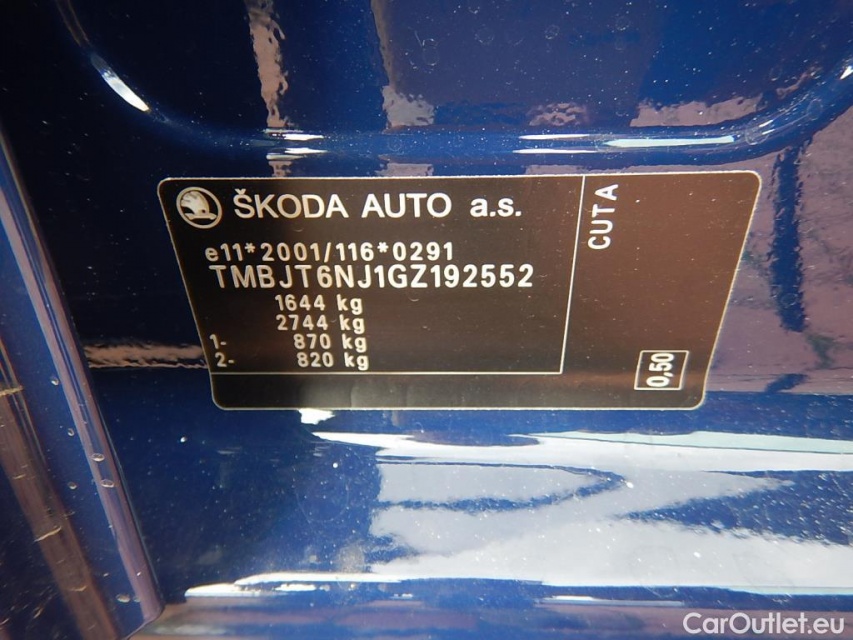 ŠKODA AUTO a.s.
e11*2001/116*0291
TMBJT6NJ1GZ192552
1644 kg
2744 kg
1- 870 kg
2- 820 kg
CUTA
0,50
CarOutlet.eu